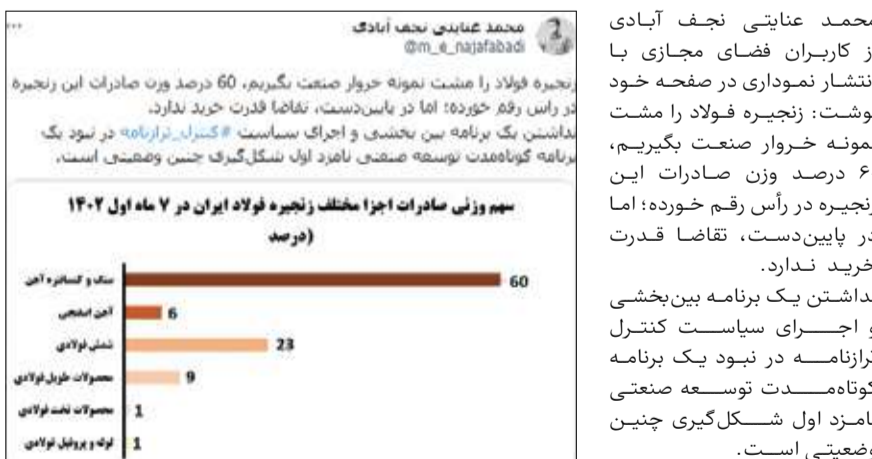 محمد عنایتی نجف آبادی
@m_e_najafabadi
زنجیره فولاد را مشت نمونه خروار صنعت بگیریم، 60 درصد وزن صادرات این زنجیره
در راس رقم خورده؛ اما در پایین‌دست، تقاضا قدرت خرید ندارد.
نداشتن یک برنامه بین بخشی و اجرای سیاست #کنترل_ترازنامه در نبود یک
برنامه کوتاه‌مدت توسعه صنعتی نامزد اول شکل‌گیری چنین وضعیتی است.
سهم وزنی صادرات اجزا مختلف زنجیره فولاد ایران در ۷ ماه اول ۱۴۰۲
(درصد
سنگ و کنسانتره آهن 60
آهن اسفنجی 6
شمش فولادی 23
محصولات طویل فولادی 9
محصولات تخت فولادی 1
لوله و پروفیل فولادی 1
محمد عنایتی نجف آبادی
از کاربران فضای مجازی با
انتشار نموداری در صفحه خود
نوشت: زنجیره فولاد را مشت
نمونه خروار صنعت بگیریم،
۶۰ درصد وزن صادرات این
زنجیره در رأس رقم خورده؛ اما
در پایین‌دست، تقاضا قدرت
خرید ندارد.
نداشتن یک برنامه بین‌بخشی
و اجرای سیاست کنترل
ترازنامه در نبود یک برنامه
کوتاه‌مدت توسعه صنعتی
نامزد اول شکل‌گیری چنین
وضعیتی است.